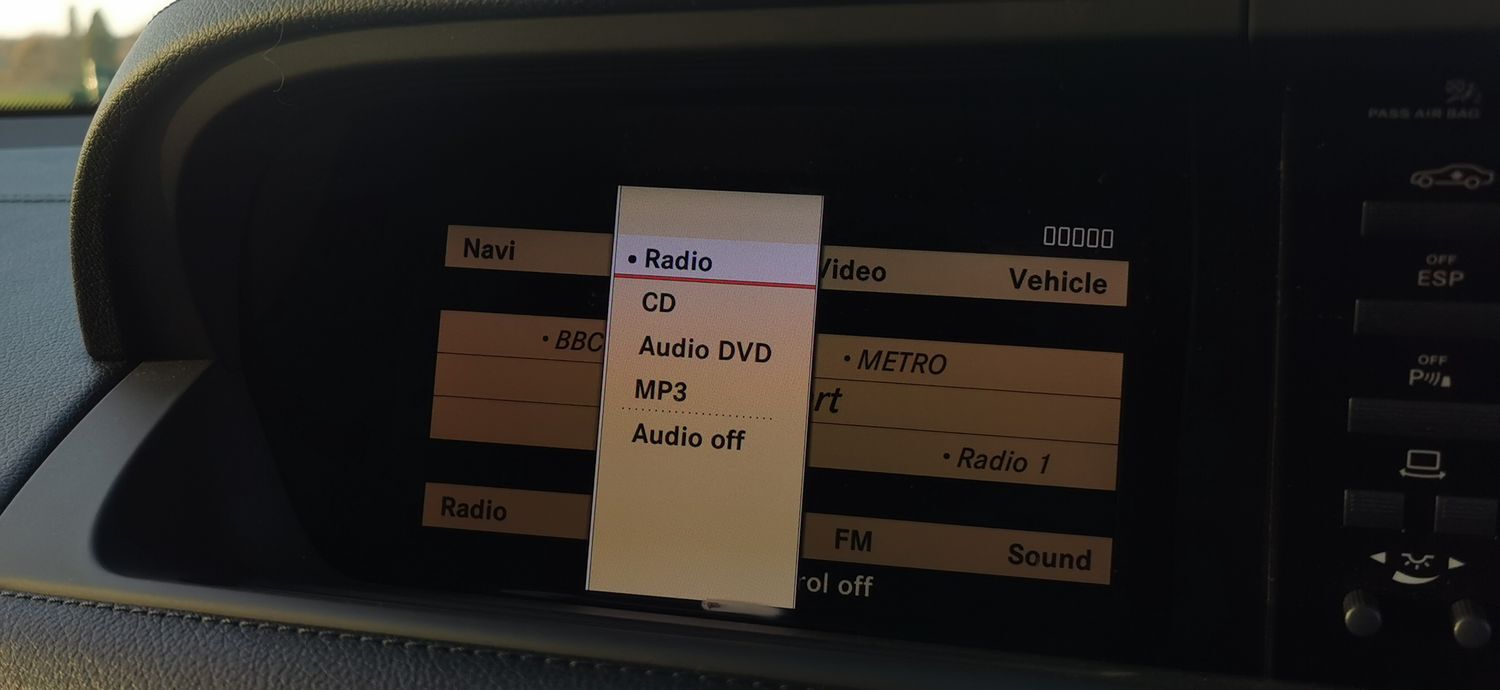 PASS AIR BAG
Navi
Video
Vehicle
• Radio
CD
Audio DVD
MP3
Audio off
• BBC
• METRO
rt
• Radio 1
Radio
FM
Sound
rol off
OFF
ESP
OFF
P